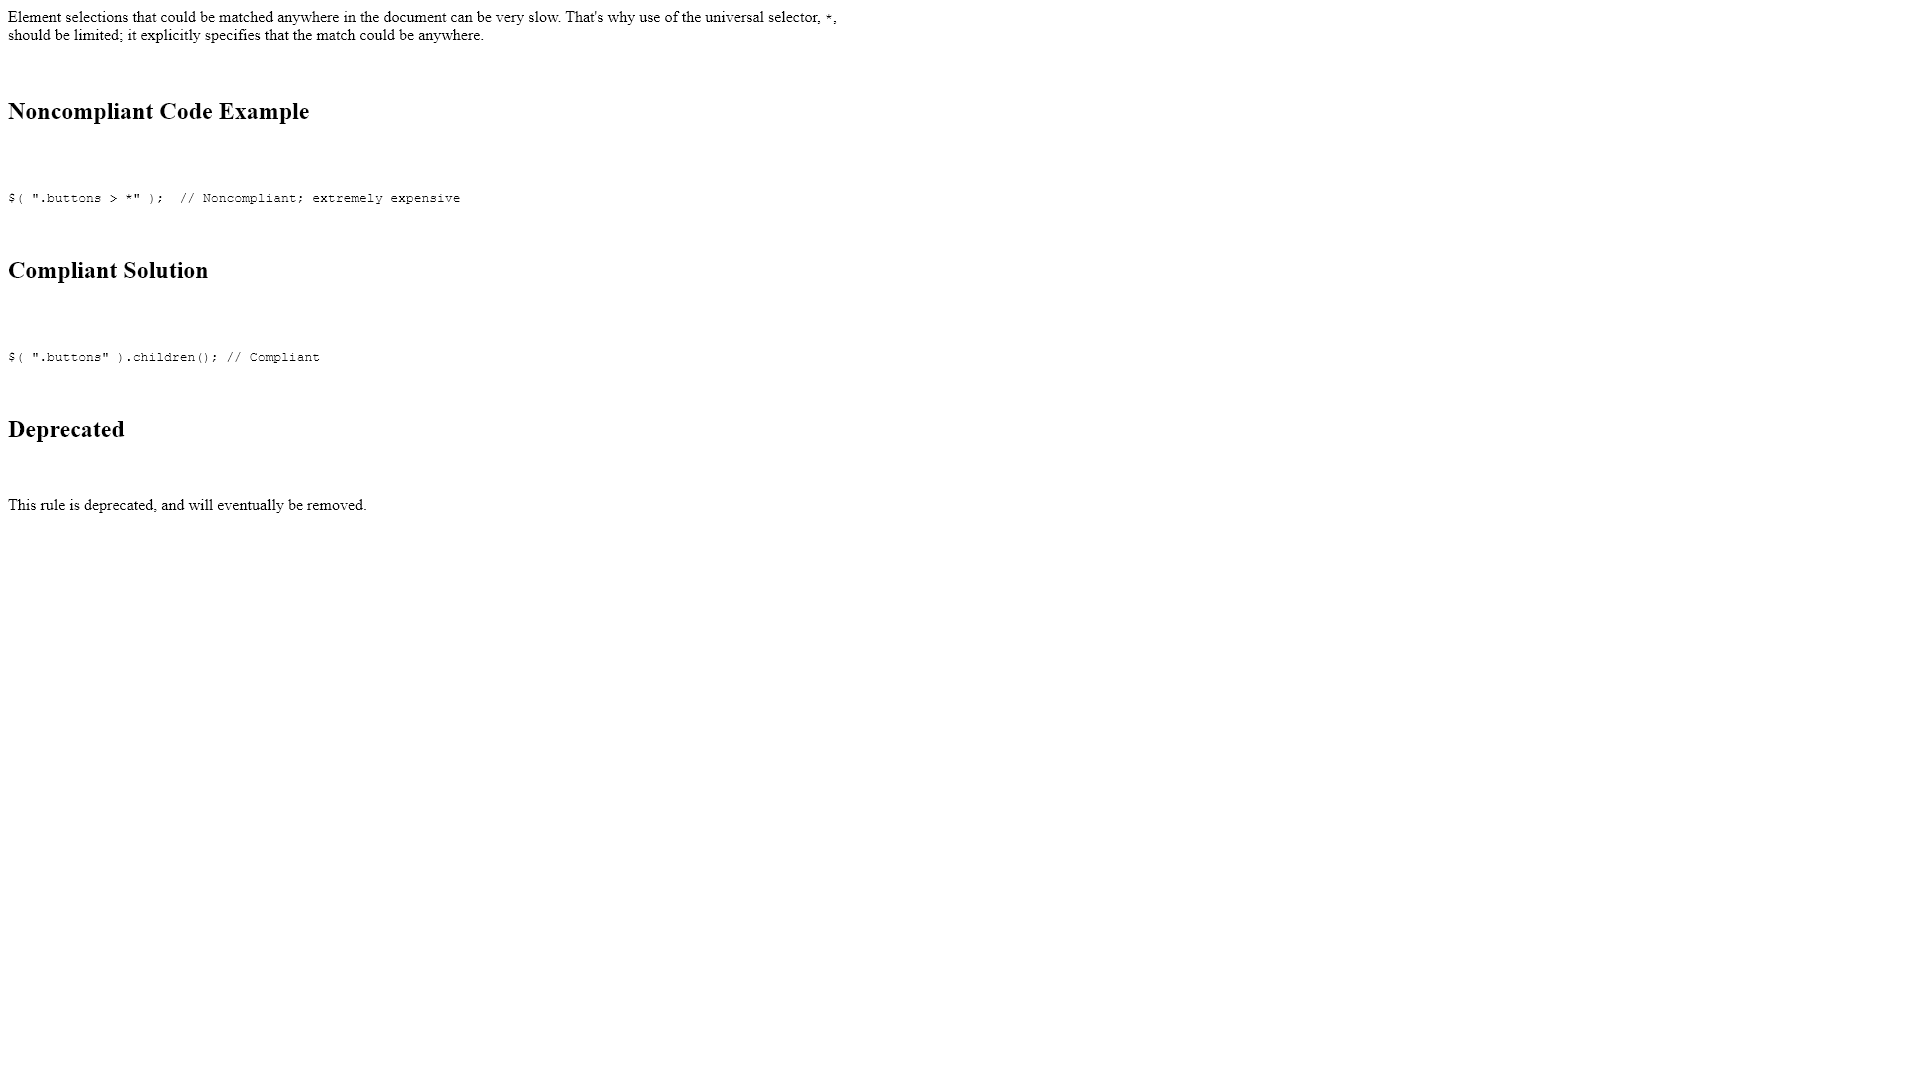 Element selections that could be matched anywhere in the document can be very slow. That's why use of the universal selector, *,
should be limited; it explicitly specifies that the match could be anywhere.
Noncompliant Code Example
$( ".buttons > *" );  // Noncompliant; extremely expensive
Compliant Solution
$( ".buttons" ).children(); // Compliant
Deprecated
This rule is deprecated, and will eventually be removed.